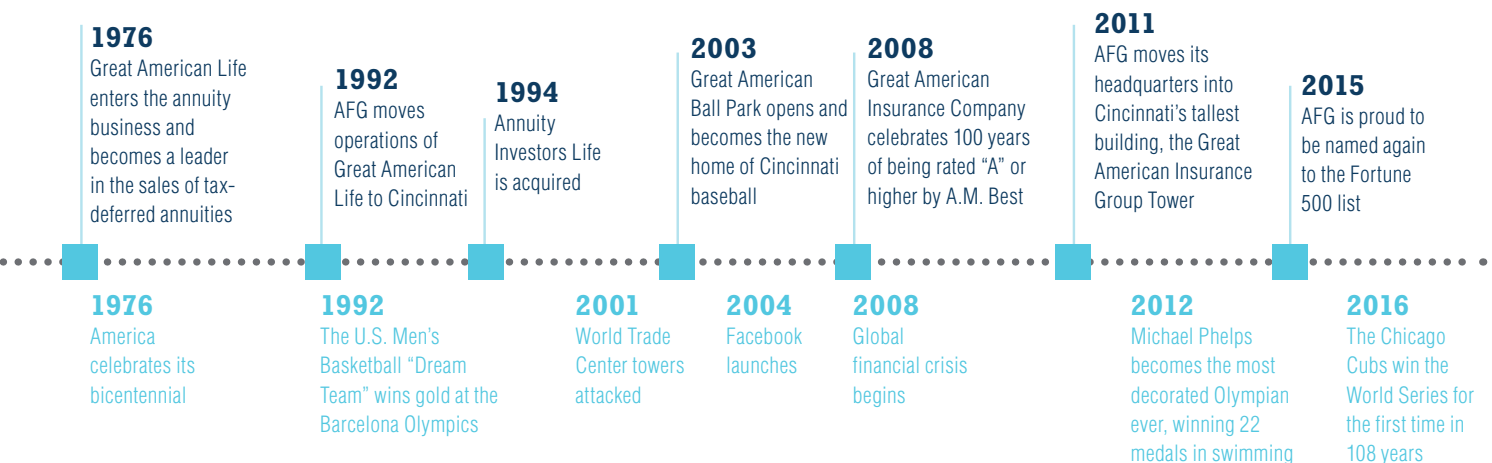 1976
Great American Life
enters the annuity
business and
becomes a leader
in the sales of tax-
deferred annuities
1992
AFG moves
operations of
Great American
Life to Cincinnati
1994
Annuity
Investors Life
is acquired
2003
Great American
Ball Park opens and
becomes the new
home of Cincinnati
baseball
2008
Great American
Insurance Company
celebrates 100 years
of being rated “A” or
higher by A.M. Best
2011
AFG moves its
headquarters into
Cincinnati’s tallest
building, the Great
American Insurance
Group Tower
2015
AFG is proud to
be named again
to the Fortune
500 list
1976
America
celebrates its
bicentennial
1992
The U.S. Men’s
Basketball “Dream
Team” wins gold at the
Barcelona Olympics
2001
World Trade
Center towers
attacked
2004
Facebook
launches
2008
Global
financial crisis
begins
2012
Michael Phelps
becomes the most
decorated Olympian
ever, winning 22
medals in swimming
2016
The Chicago
Cubs win the
World Series for
the first time in
108 years